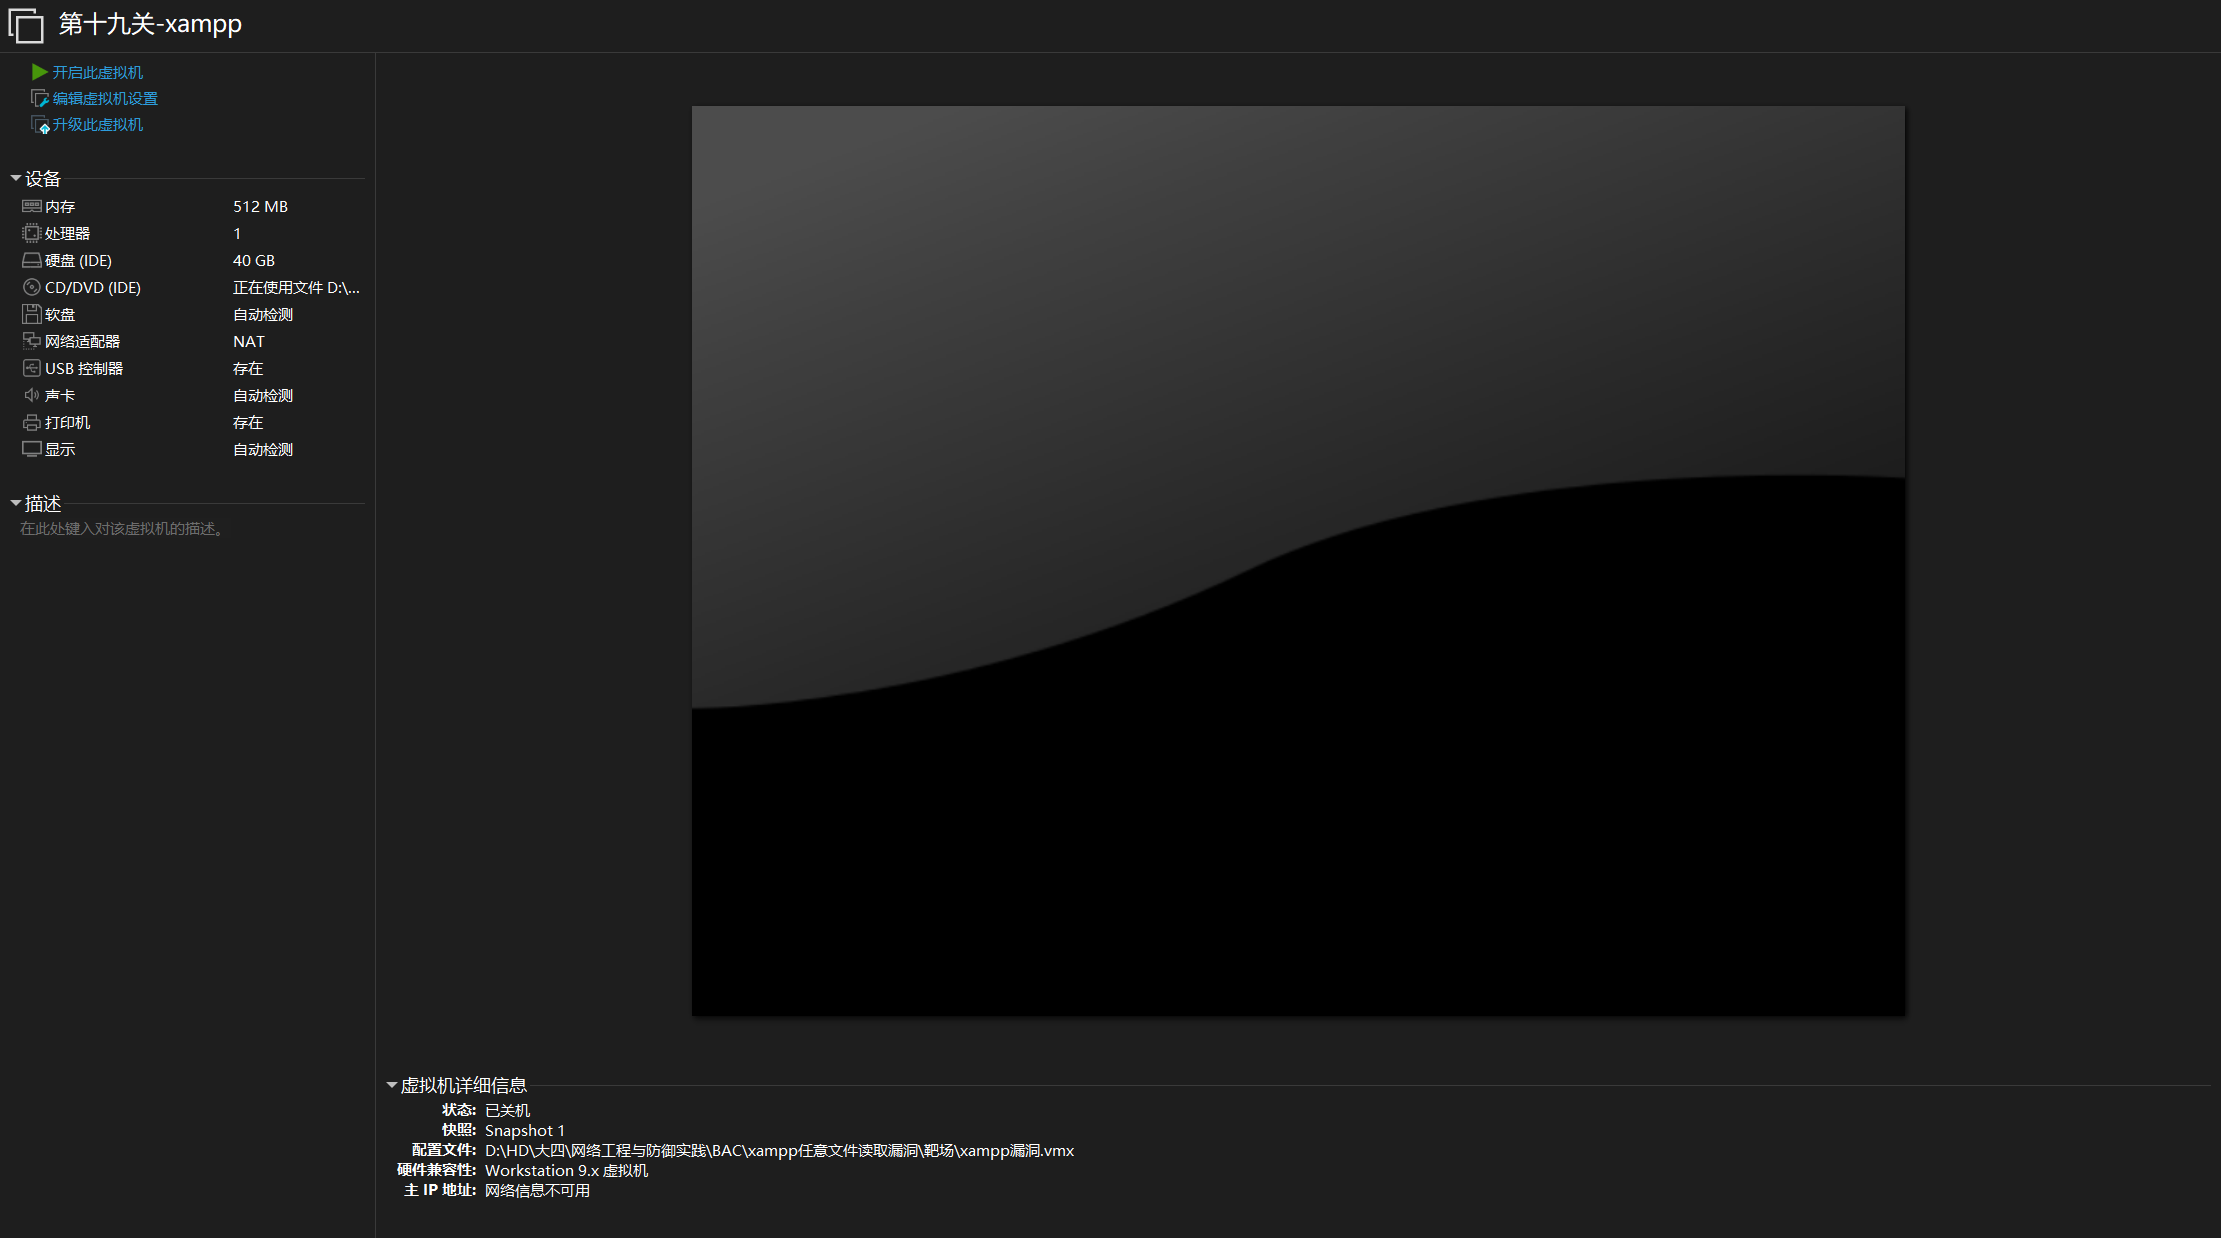 第十九关-xampp
开启此虚拟机
编辑虚拟机设置
升级此虚拟机
设备
内存 512 MB
处理器 1
硬盘 (IDE) 40 GB
CD/DVD (IDE) 正在使用文件 D:\...
软盘 自动检测
网络适配器 NAT
USB 控制器 存在
声卡 自动检测
打印机 存在
显示 自动检测
描述
在此处键入对该虚拟机的描述。
虚拟机详细信息
状态: 已关机
快照: Snapshot 1
配置文件: D:\HD\大四\网络工程与防御实践\BAC\xampp任意文件读取漏洞\靶场\xampp漏洞.vmx
硬件兼容性: Workstation 9.x 虚拟机
主 IP 地址: 网络信息不可用